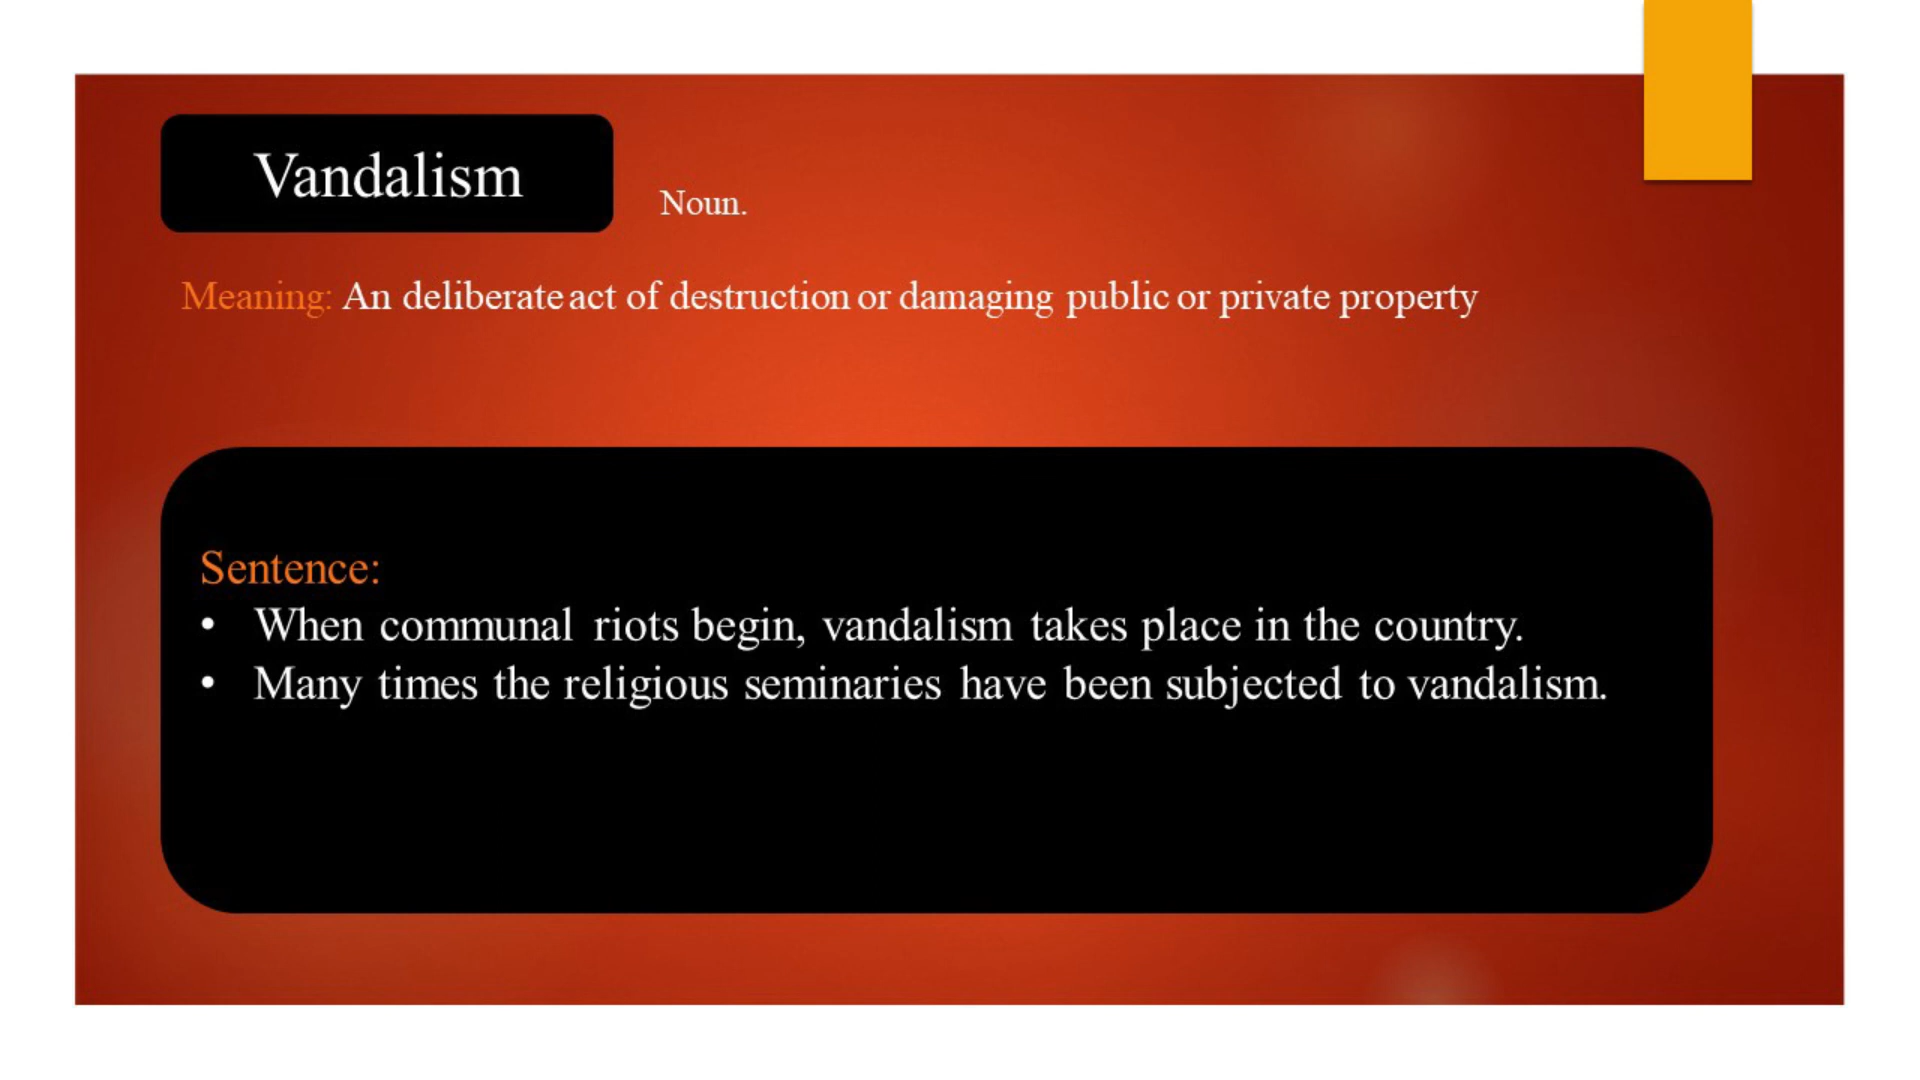 Vandalism
Noun.
Meaning: An deliberate act of destruction or damaging public or private property
Sentence:
• When communal riots begin, vandalism takes place in the country.
• Many times the religious seminaries have been subjected to vandalism.